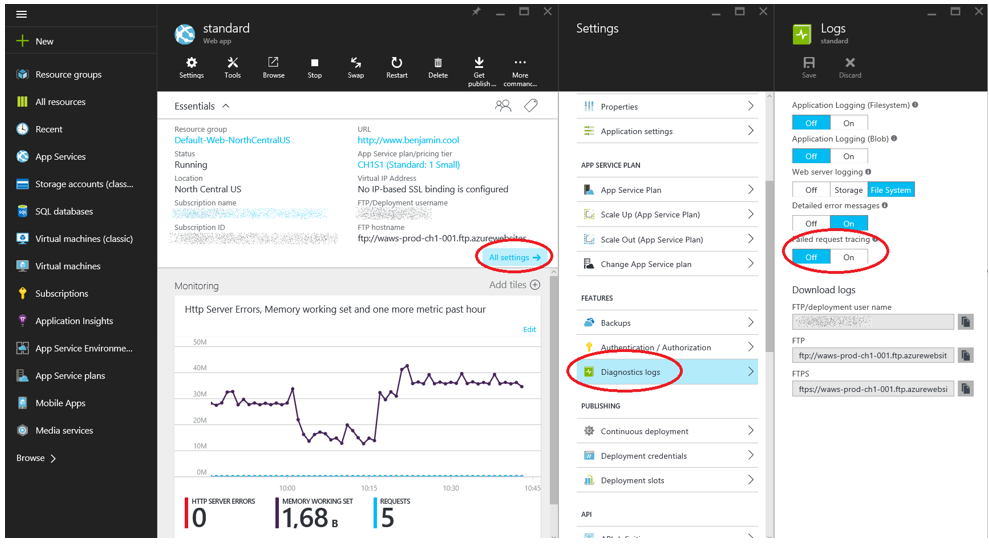 New
Resource groups
All resources
Recent
App Services
Storage accounts (class...
SQL databases
Virtual machines (classic)
Virtual machines
Subscriptions
Application Insights
App Service Environme...
App Service plans
Mobile Apps
Media services
Browse
standard
Web app
Settings
Tools
Browse
Stop
Swap
Restart
Delete
Get publish...
More commanc...
Essentials
Resource group
Default-Web-NorthCentralUS
Status
Running
Location
North Central US
Subscription name
Subscription ID
URL
http://www.benjamin.cool
App Service plan/pricing tier
CH1S1 (Standard: 1 Small)
Virtual IP Address
No IP-based SSL binding is configured
FTP/Deployment username
FTP hostname
ftp://waws-prod-ch1-001.ftp.azurewebsites
All settings
Monitoring
Add tiles
Http Server Errors, Memory working set and one more metric past hour
Edit
50M
40M
30M
20M
10M
0M
10:00
10:15
10:30
10:45
HTTP SERVER ERRORS
0
MEMORY WORKING SET
1,68 B
REQUESTS
5
Settings
Properties
Application settings
APP SERVICE PLAN
App Service Plan
Scale Up (App Service Plan)
Scale Out (App Service Plan)
Change App Service plan
FEATURES
Backups
Authentication / Authorization
Diagnostics logs
PUBLISHING
Continuous deployment
Deployment credentials
Deployment slots
API
Logs
standard
Save
Discard
Application Logging (Filesystem)
Off On
Application Logging (Blob)
Off On
Web server logging
Off Storage File System
Detailed error messages
Off On
Failed request tracing
Off On
Download logs
FTP/deployment user name
FTP
ftp://waws-prod-ch1-001.ftp.azurewebsit
FTPS
ftps://waws-prod-ch1-001.ftp.azurewebsi